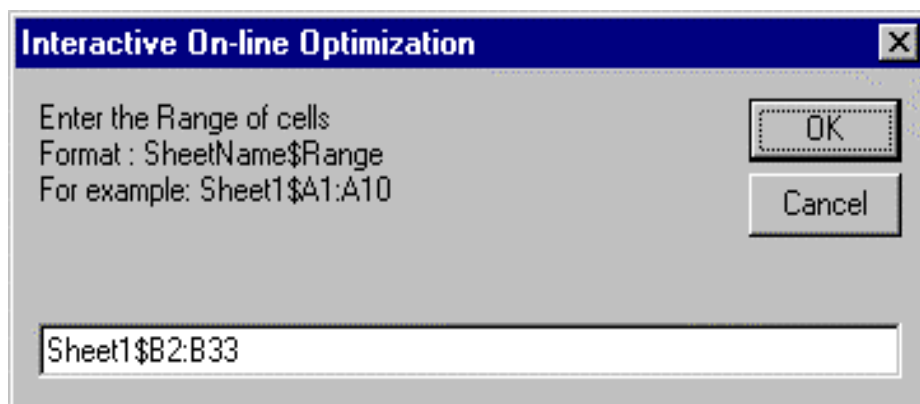 Interactive On-line Optimization
Enter the Range of cells
Format : SheetName$Range
For example: Sheet1$A1:A10
OK
Cancel
Sheet1$B2:B33